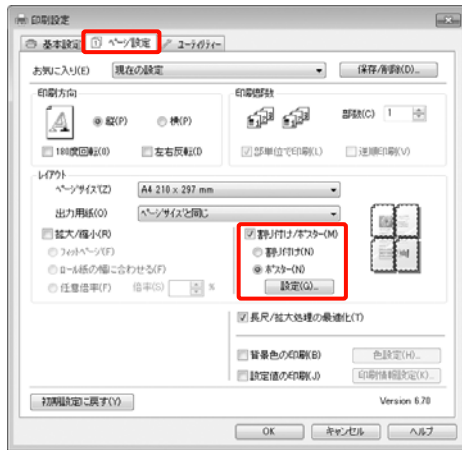 印刷設定
基本設定 ページ設定 ユーティリティー
お気に入り(E) 現在の設定 保存/削除(D)...
印刷方向 印刷部数
縦(P) 横(P) 部数(C) 1
180度回転(0) 左右反転(I) 部単位で印刷(L) 逆順印刷(V)
レイアウト
ページサイズ(Z) A4 210 x 297 mm
出力用紙(O) ページサイズと同じ
拡大/縮小(R) 割り付け/ポスター(M)
フィットページ(F) 割り付け(N)
ロール紙の幅に合わせる(F) ポスター(N)
任意倍率(F) 倍率(S) % 設定(G)...
長尺/拡大処理の最適化(T)
背景色の印刷(B) 色設定(H)...
設定値の印刷(J) 印刷情報設定(K)...
初期設定に戻す(Y) Version 6.70
OK キャンセル ヘルプ